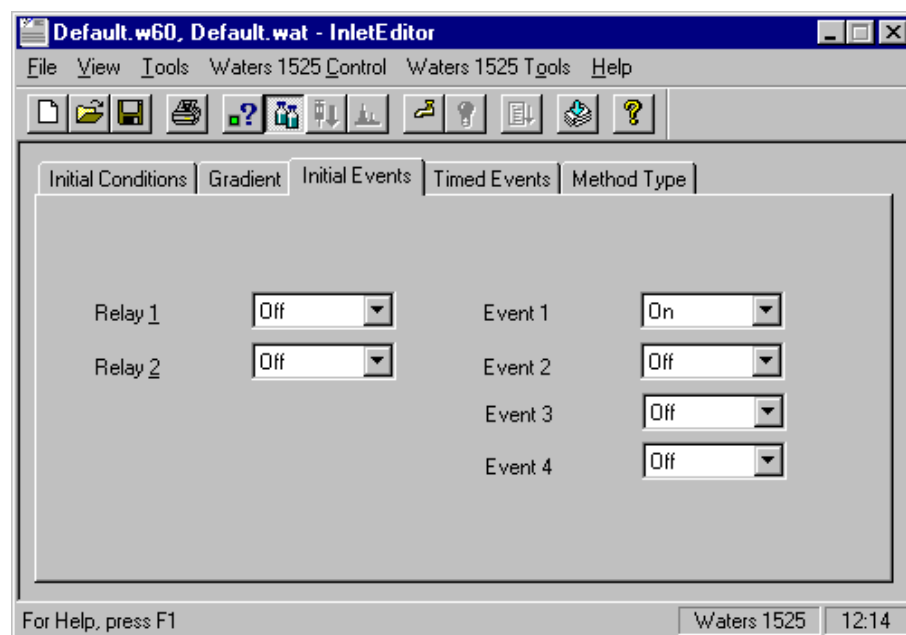 Default.w60, Default.wat - InletEditor
File View Tools Waters 1525 Control Waters 1525 Tools Help
Initial Conditions Gradient Initial Events Timed Events Method Type
Relay 1 Off Event 1 On
Relay 2 Off Event 2 Off
Event 3 Off
Event 4 Off
For Help, press F1 Waters 1525 12:14